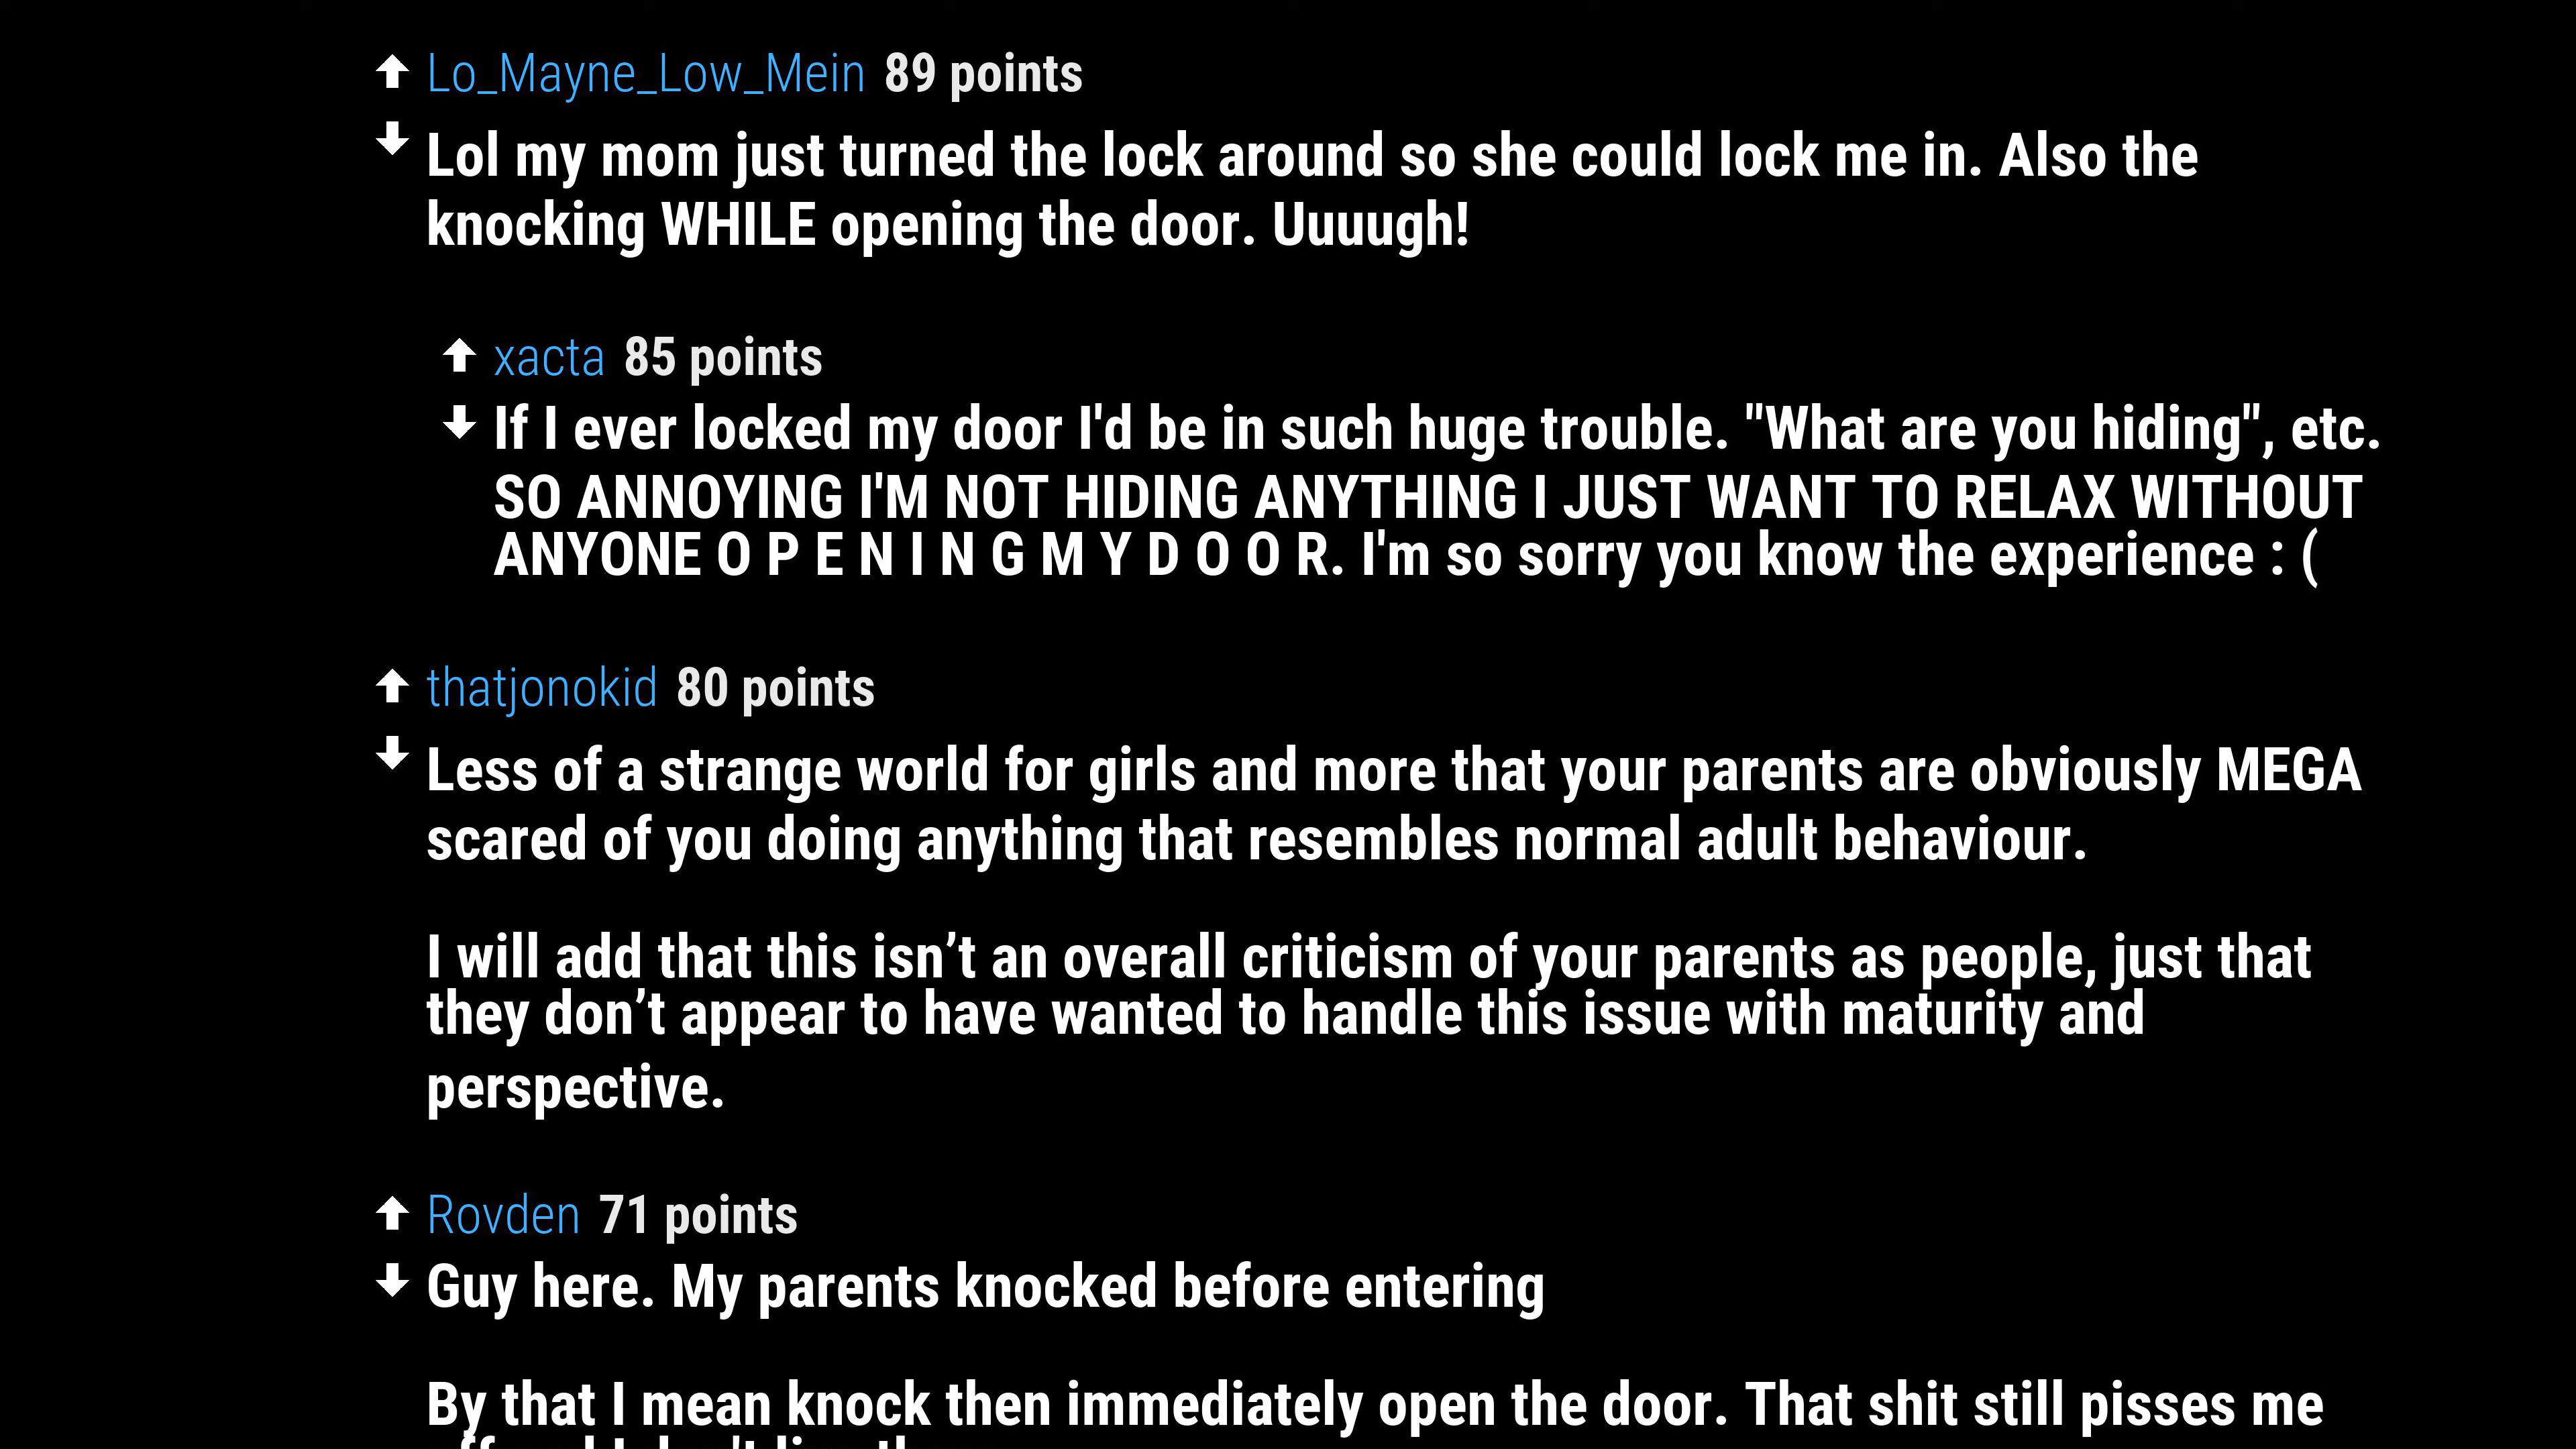 Lo_Mayne_Low_Mein 89 points
Lol my mom just turned the lock around so she could lock me in. Also the
knocking WHILE opening the door. Uuuugh!
xacta 85 points
If I ever locked my door I'd be in such huge trouble. "What are you hiding", etc.
SO ANNOYING I'M NOT HIDING ANYTHING I JUST WANT TO RELAX WITHOUT
ANYONE O P E N I N G M Y D O O R. I'm so sorry you know the experience : (
thatjonokid 80 points
Less of a strange world for girls and more that your parents are obviously MEGA
scared of you doing anything that resembles normal adult behaviour.
I will add that this isn’t an overall criticism of your parents as people, just that
they don’t appear to have wanted to handle this issue with maturity and
perspective.
Rovden 71 points
Guy here. My parents knocked before entering
By that I mean knock then immediately open the door. That shit still pisses me